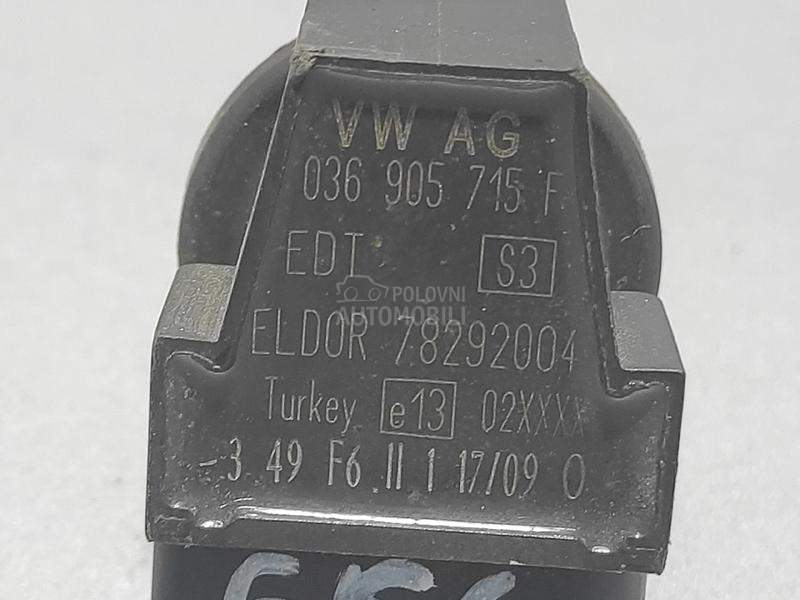 VW AG
036 905 715 F
EDT S3
POLOVNI
AUTOMOBILI
ELDOR 78292004
Turkey e13 02XXXX
-3 49 F6 II 1 17/09 0